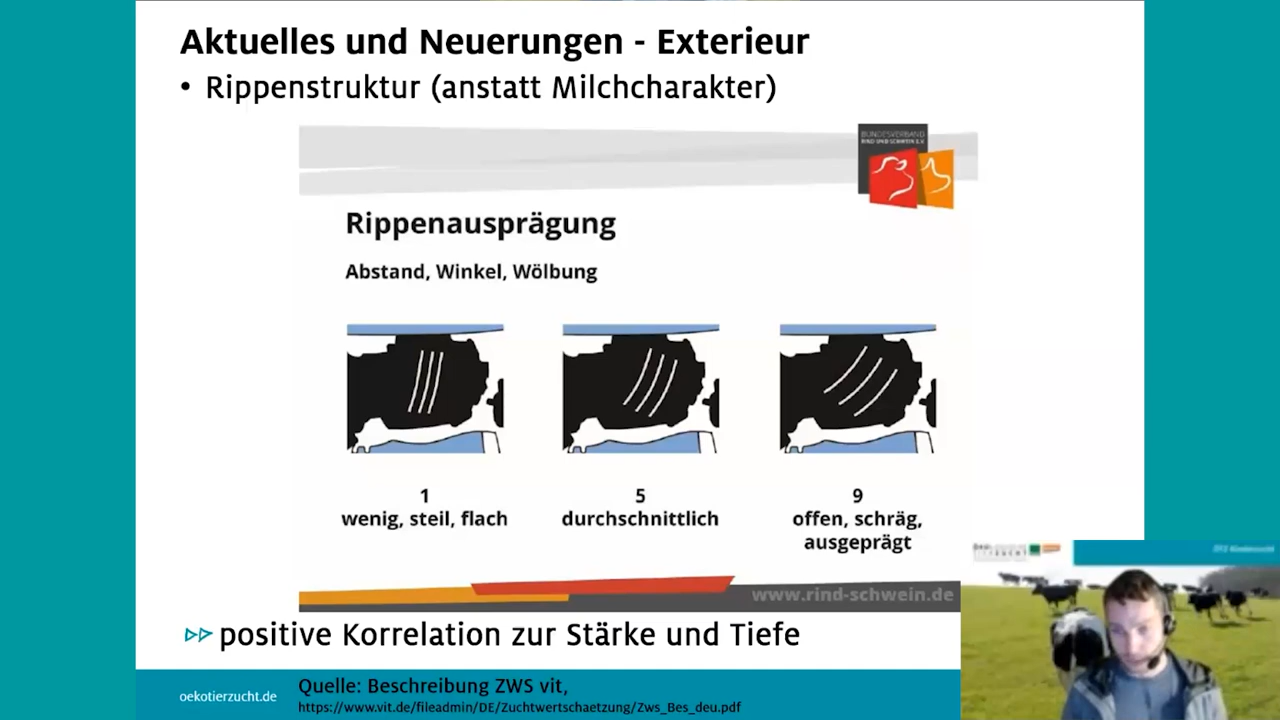 Aktuelles und Neuerungen - Exterieur
• Rippenstruktur (anstatt Milchcharakter)
BUNDESVERBAND
RIND UND SCHWEIN E.V.
Rippenausprägung
Abstand, Winkel, Wölbung
1
wenig, steil, flach
5
durchschnittlich
9
offen, schräg,
ausgeprägt
www.rind-schwein.de
positive Korrelation zur Stärke und Tiefe
oekotierzucht.de
Quelle: Beschreibung ZWS vit,
https://www.vit.de/fileadmin/DE/Zuchtwertschaetzung/Zws_Bes_deu.pdf